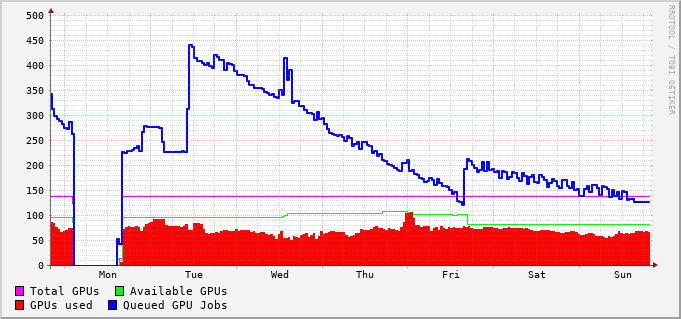 500
450
400
350
300
250
200
150
100
50
0
Mon Tue Wed Thu Fri Sat Sun
Total GPUs Available GPUs
GPUs used Queued GPU Jobs
RRDTOOL / TOBI OETIKER